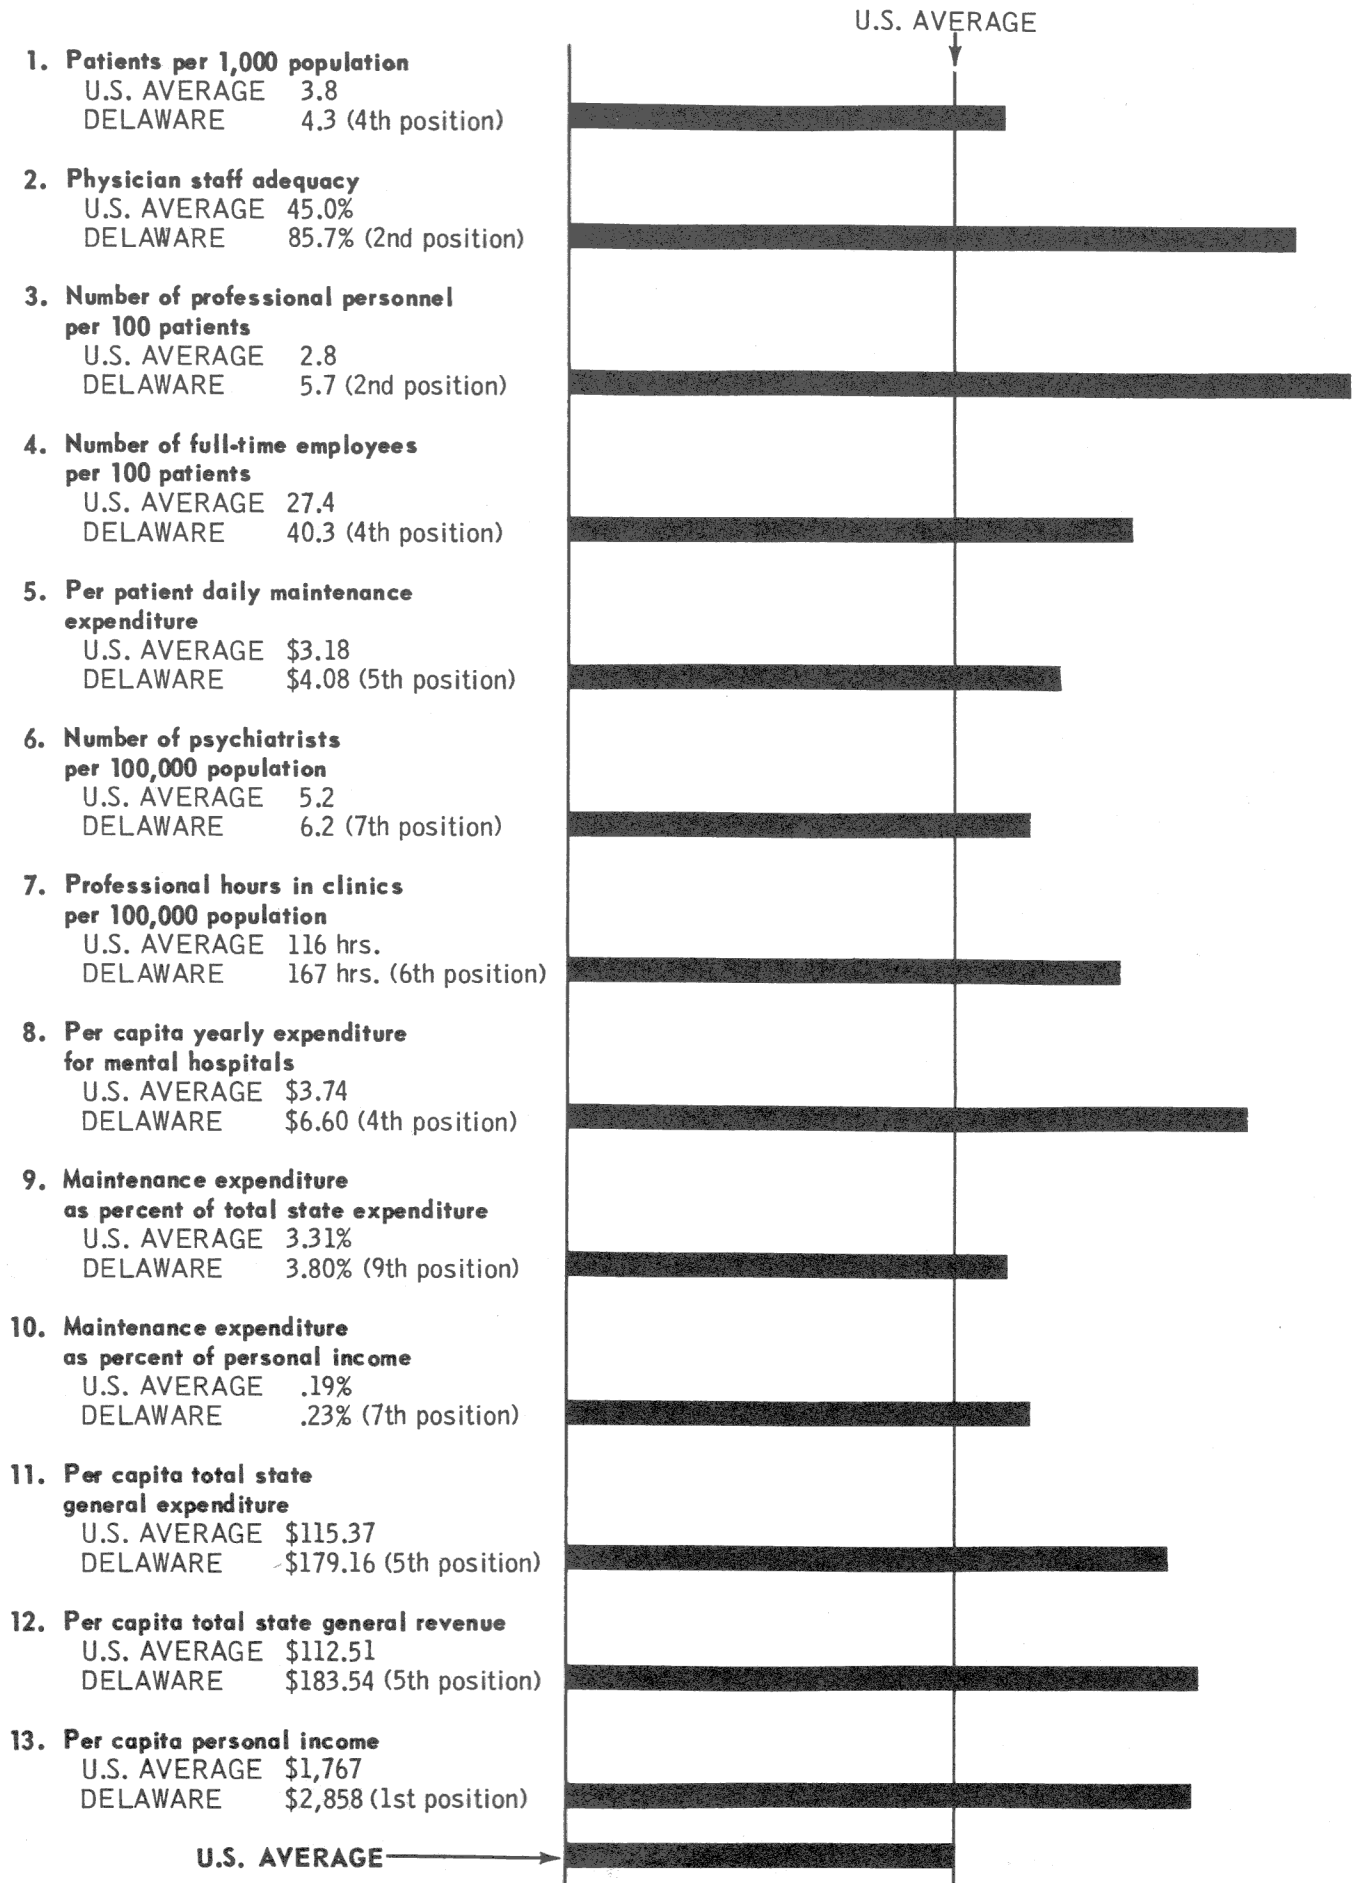 U.S. AVERAGE
1. Patients per 1,000 population
U.S. AVERAGE 3.8
DELAWARE 4.3 (4th position)
2. Physician staff adequacy
U.S. AVERAGE 45.0%
DELAWARE 85.7% (2nd position)
3. Number of professional personnel
per 100 patients
U.S. AVERAGE 2.8
DELAWARE 5.7 (2nd position)
4. Number of full-time employees
per 100 patients
U.S. AVERAGE 27.4
DELAWARE 40.3 (4th position)
5. Per patient daily maintenance
expenditure
U.S. AVERAGE $3.18
DELAWARE $4.08 (5th position)
6. Number of psychiatrists
per 100,000 population
U.S. AVERAGE 5.2
DELAWARE 6.2 (7th position)
7. Professional hours in clinics
per 100,000 population
U.S. AVERAGE 116 hrs.
DELAWARE 167 hrs. (6th position)
8. Per capita yearly expenditure
for mental hospitals
U.S. AVERAGE $3.74
DELAWARE $6.60 (4th position)
9. Maintenance expenditure
as percent of total state expenditure
U.S. AVERAGE 3.31%
DELAWARE 3.80% (9th position)
10. Maintenance expenditure
as percent of personal income
U.S. AVERAGE .19%
DELAWARE .23% (7th position)
11. Per capita total state
general expenditure
U.S. AVERAGE $115.37
DELAWARE $179.16 (5th position)
12. Per capita total state general revenue
U.S. AVERAGE $112.51
DELAWARE $183.54 (5th position)
13. Per capita personal income
U.S. AVERAGE $1,767
DELAWARE $2,858 (1st position)
U.S. AVERAGE